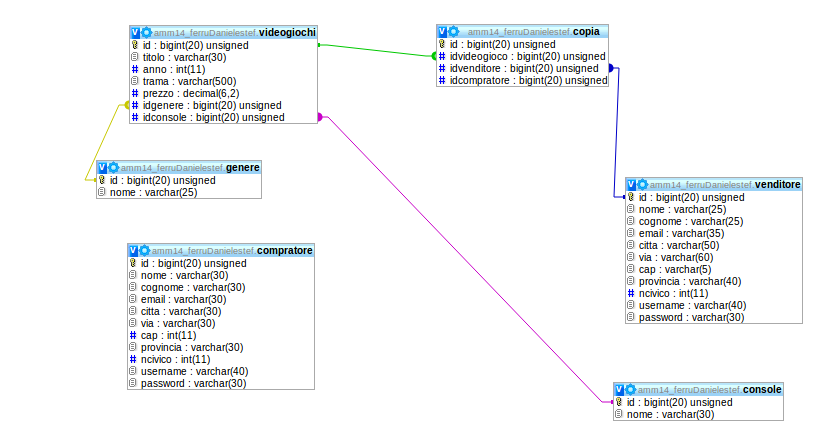 amm14_ferruDanielestef.videogiochi
id : bigint(20) unsigned
titolo : varchar(30)
anno : int(11)
trama : varchar(500)
prezzo : decimal(6,2)
idgenere : bigint(20) unsigned
idconsole : bigint(20) unsigned
amm14_ferruDanielestef.copia
id : bigint(20) unsigned
idvideogioco : bigint(20) unsigned
idvenditore : bigint(20) unsigned
idcompratore : bigint(20) unsigned
amm14_ferruDanielestef.genere
id : bigint(20) unsigned
nome : varchar(25)
amm14_ferruDanielestef.venditore
id : bigint(20) unsigned
nome : varchar(25)
cognome : varchar(25)
email : varchar(35)
citta : varchar(50)
via : varchar(60)
cap : varchar(5)
provincia : varchar(40)
ncivico : int(11)
username : varchar(40)
password : varchar(30)
amm14_ferruDanielestef.compratore
id : bigint(20) unsigned
nome : varchar(30)
cognome : varchar(30)
email : varchar(30)
citta : varchar(30)
via : varchar(30)
cap : int(11)
provincia : varchar(30)
ncivico : int(11)
username : varchar(40)
password : varchar(30)
amm14_ferruDanielestef.console
id : bigint(20) unsigned
nome : varchar(30)